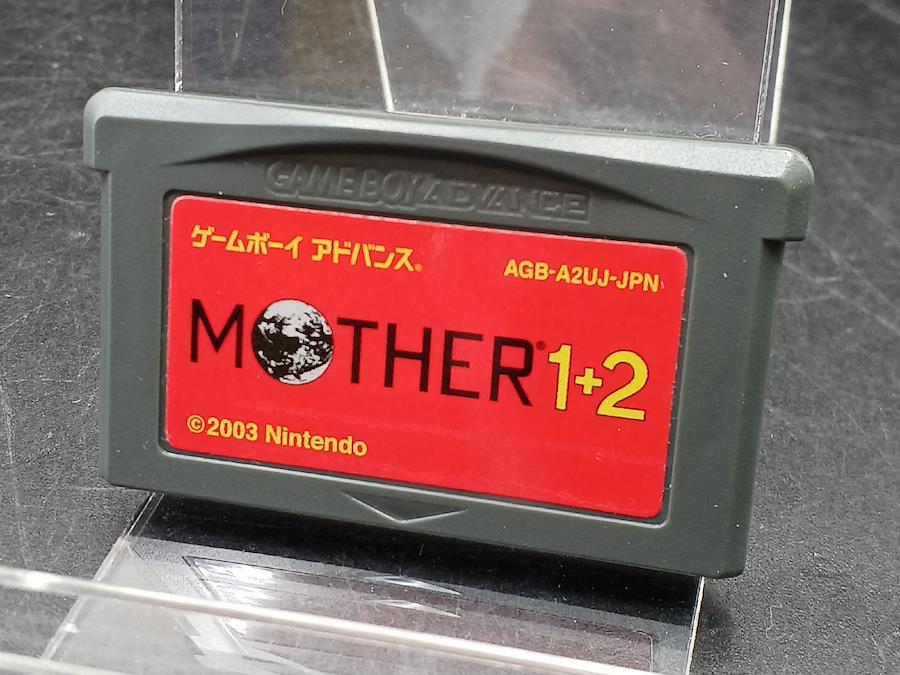 GAME BOY ADVANCE
ゲームボーイ アドバンス®
AGB-A2UJ-JPN
MOTHER® 1+2
©2003 Nintendo